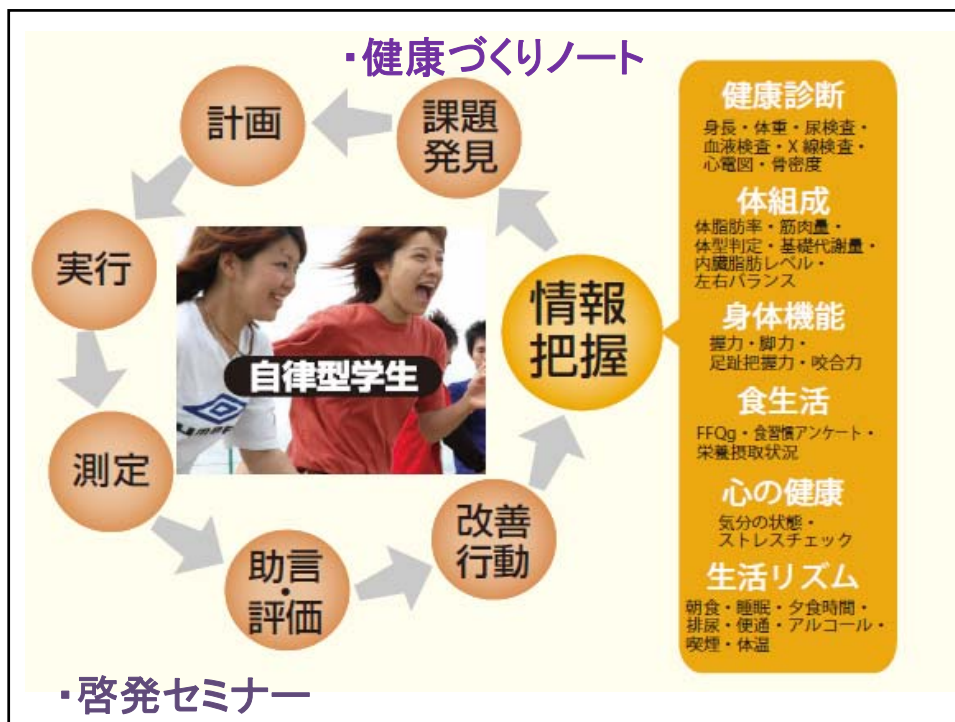 ・健康づくりノート
計画
課題
発見
実行
自律型学生
情報
把握
測定
助言
・
評価
改善
行動
・啓発セミナー
健康診断
身長・体重・尿検査・
血液検査・X線検査・
心電図・骨密度
体組成
体脂肪率・筋肉量・
体型判定・基礎代謝量・
内臓脂肪レベル・
左右バランス
身体機能
握力・脚力・
足趾把握力・咬合力
食生活
FFQg・食習慣アンケート・
栄養摂取状況
心の健康
気分の状態・
ストレスチェック
生活リズム
朝食・睡眠・夕食時間・
排尿・便通・アルコール・
喫煙・体温